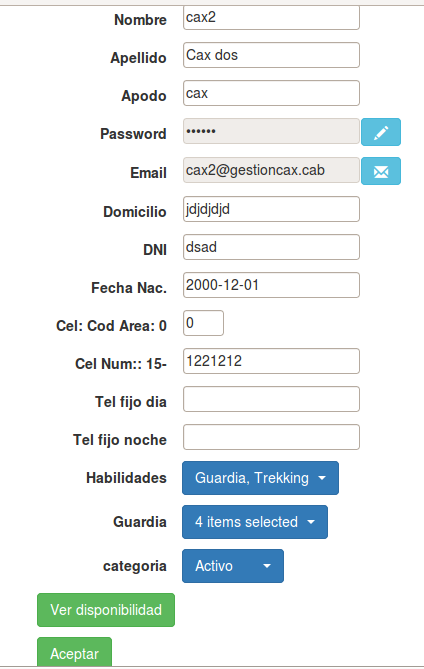 Nombre cax2
Apellido Cax dos
Apodo cax
Password ••••••
Email cax2@gestioncax.cab
Domicilio jdjdjdjd
DNI dsad
Fecha Nac. 2000-12-01
Cel: Cod Area: 0 0
Cel Num:: 15- 1221212
Tel fijo dia
Tel fijo noche
Habilidades Guardia, Trekking
Guardia 4 items selected
categoria Activo
Ver disponibilidad
Aceptar